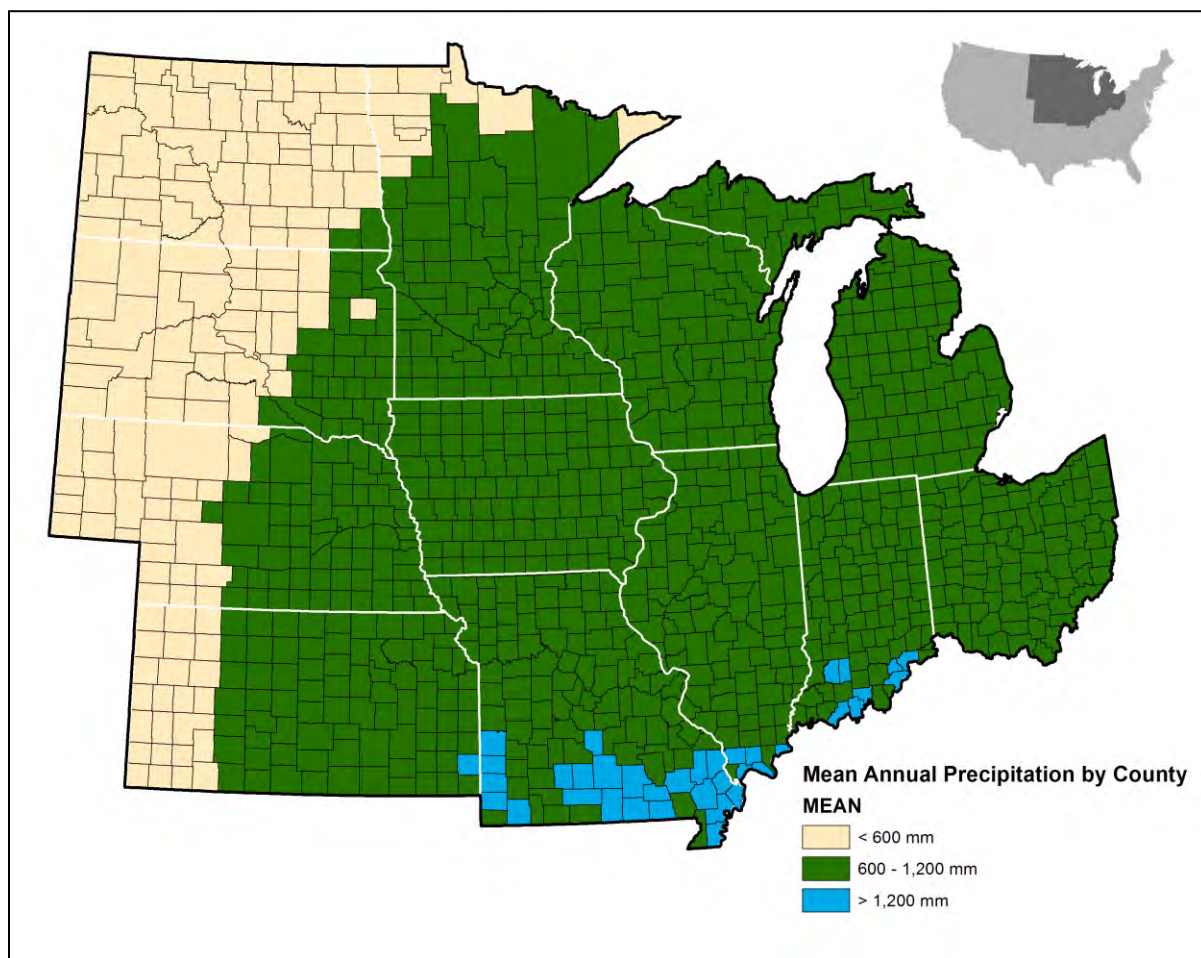 Mean Annual Precipitation by County
MEAN
< 600 mm
600 - 1,200 mm
> 1,200 mm